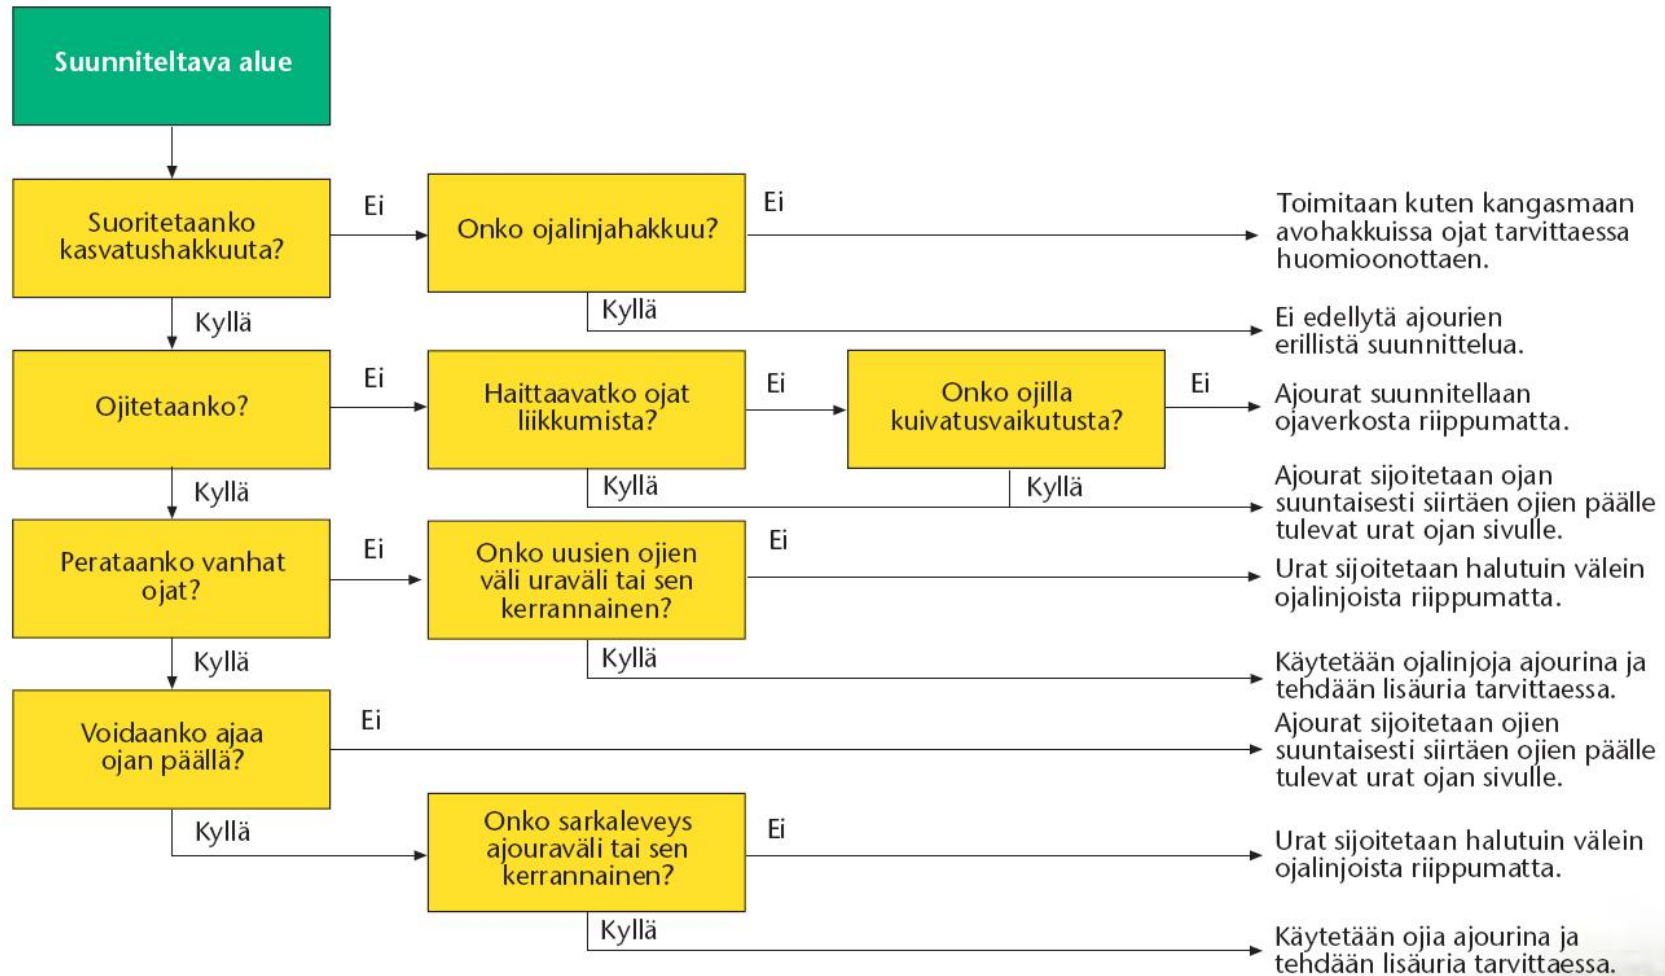 Suunniteltava alue
Suoritetaanko
kasvatushakkuuta?
Ei
Onko ojalinjahakkuu?
Ei
Toimitaan kuten kangasmaan
avohakkuissa ojat tarvittaessa
huomioonottaen.
Kyllä
Kyllä
Ei edellytä ajourien
erillistä suunnittelua.
Ojitetaanko?
Ei
Haittaavatko ojat
liikkumista?
Ei
Onko ojilla
kuivatusvaikutusta?
Ei
Ajourat suunnitellaan
ojaverkosta riippumatta.
Kyllä
Kyllä
Kyllä
Ajourat sijoitetaan ojan
suuntaisesti siirtäen ojien päälle
tulevat urat ojan sivulle.
Perataanko vanhat
ojat?
Ei
Onko uusien ojien
väli uraväli tai sen
kerrannainen?
Ei
Urat sijoitetaan halutuin välein
ojalinjoista riippumatta.
Kyllä
Kyllä
Käytetään ojalinjoja ajourina ja
tehdään lisäuria tarvittaessa.
Voidaanko ajaa
ojan päällä?
Ei
Ajourat sijoitetaan ojien
suuntaisesti siirtäen ojien päälle
tulevat urat ojan sivulle.
Kyllä
Onko sarkaleveys
ajouraväli tai sen
kerrannainen?
Ei
Urat sijoitetaan halutuin välein
ojalinjoista riippumatta.
Kyllä
Käytetään ojia ajourina ja
tehdään lisäuria tarvittaessa.